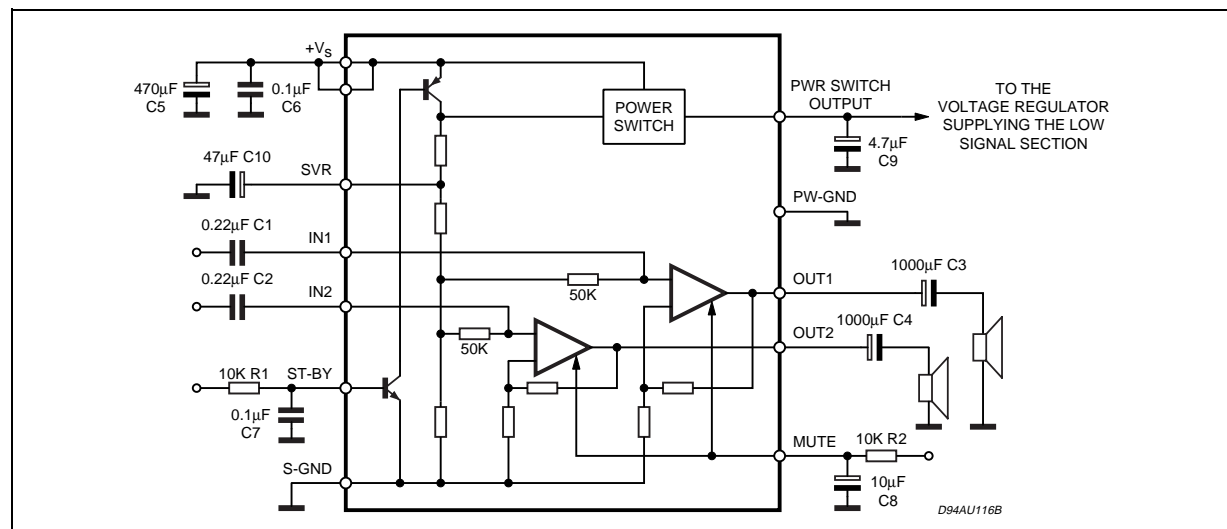 +VS
470µF
C5
0.1µF
C6
PWR SWITCH
OUTPUT
TO THE
VOLTAGE REGULATOR
SUPPLYING THE LOW
SIGNAL SECTION
POWER
SWITCH
4.7µF
C9
47µF C10
SVR
PW-GND
0.22µF C1
IN1
0.22µF C2
IN2
50K
50K
OUT1
1000µF C3
OUT2
1000µF C4
10K R1
ST-BY
0.1µF
C7
MUTE
10K R2
S-GND
10µF
C8
D94AU116B